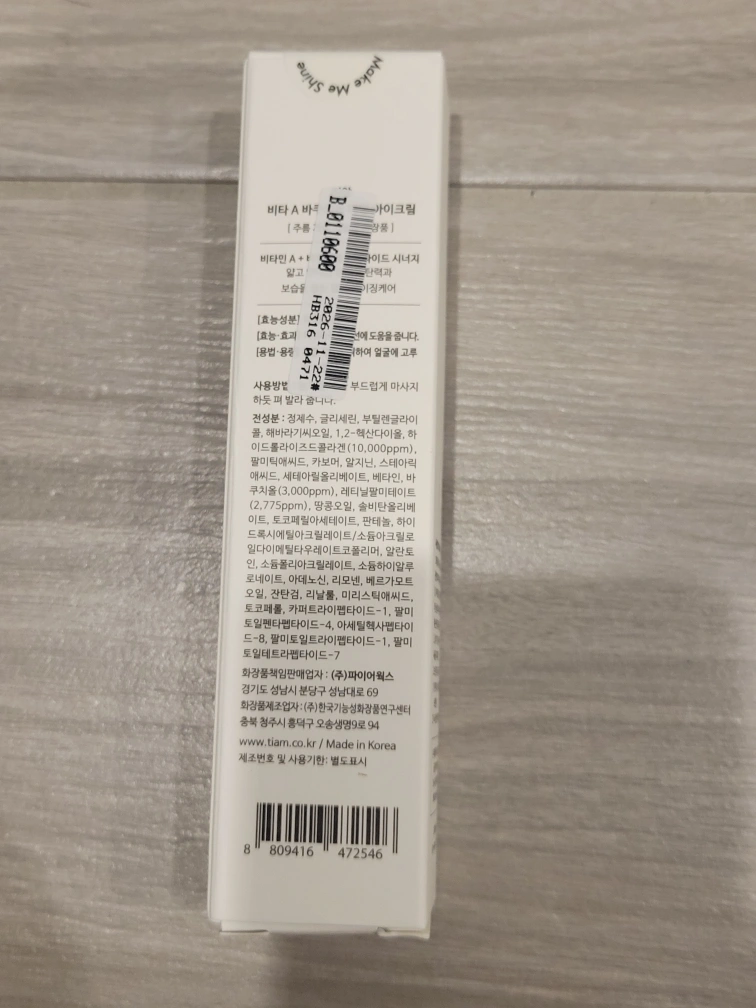 Make Me Shine
비타 A 아이크림
[ 주름
비타민 A + 시너지
얇고 탄력과
보습을
[효능성분]
[효능·효과 도움을 줍니다.
[용법·용량 얼굴에 고루
사용방법 부드럽게 마사지
하듯 펴 발라 줍니다.
전성분 : 정제수, 글리세린, 부틸렌글라이
콜, 해바라기씨오일, 1,2-헥산다이올, 하
이드롤라이즈드콜라겐(10,000ppm),
팔미틱애씨드, 카보머, 알지닌, 스테아릭
애씨드, 세테아릴올리베이트, 베타인, 바
쿠치올(3,000ppm), 레티닐팔미테이트
(2,775ppm), 땅콩오일, 솔비탄올리베
이트, 토코페릴아세테이트, 판테놀, 하이
드록시에틸아크릴레이트/소듐아크릴로
일다이메틸타우레이트코폴리머, 알란토
인, 소듐폴리아크릴레이트, 소듐하이알루
로네이트, 아데노신, 리모넨, 베르가모트
오일, 잔탄검, 리날룰, 미리스틱애씨드,
토코페롤, 카퍼트라이펩타이드-1, 팔미
토일펜타펩타이드-4, 아세틸헥사펩타이
드-8, 팔미토일트라이펩타이드-1, 팔미
토일테트라펩타이드-7
화장품책임판매업자 : (주)파이어웍스
경기도 성남시 분당구 성남대로 69
화장품제조업자 : (주)한국기능성화장품연구센터
충북 청주시 흥덕구 오송생명9로 94
www.tiam.co.kr / Made in Korea
제조번호 및 사용기한: 별도표시
8 809416 472546
B_0110600
2026-11-22#
HB316 0471